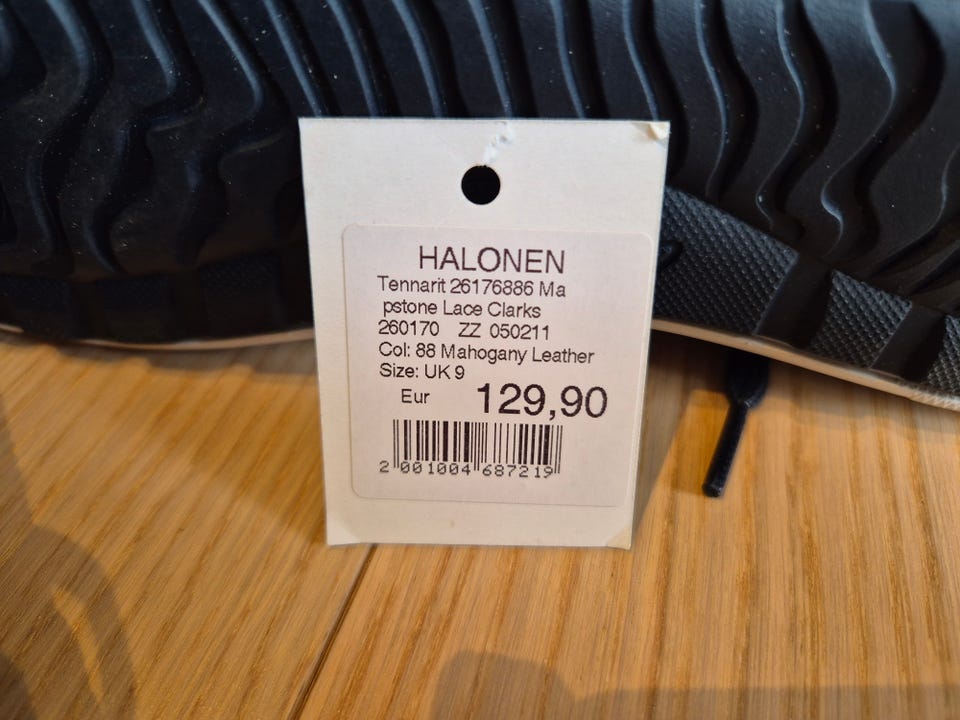 HALONEN
Tennarit 26176886 Ma
pstone Lace Clarks
260170 ZZ 050211
Col: 88 Mahogany Leather
Size: UK 9
Eur 129,90
2 001004 687219